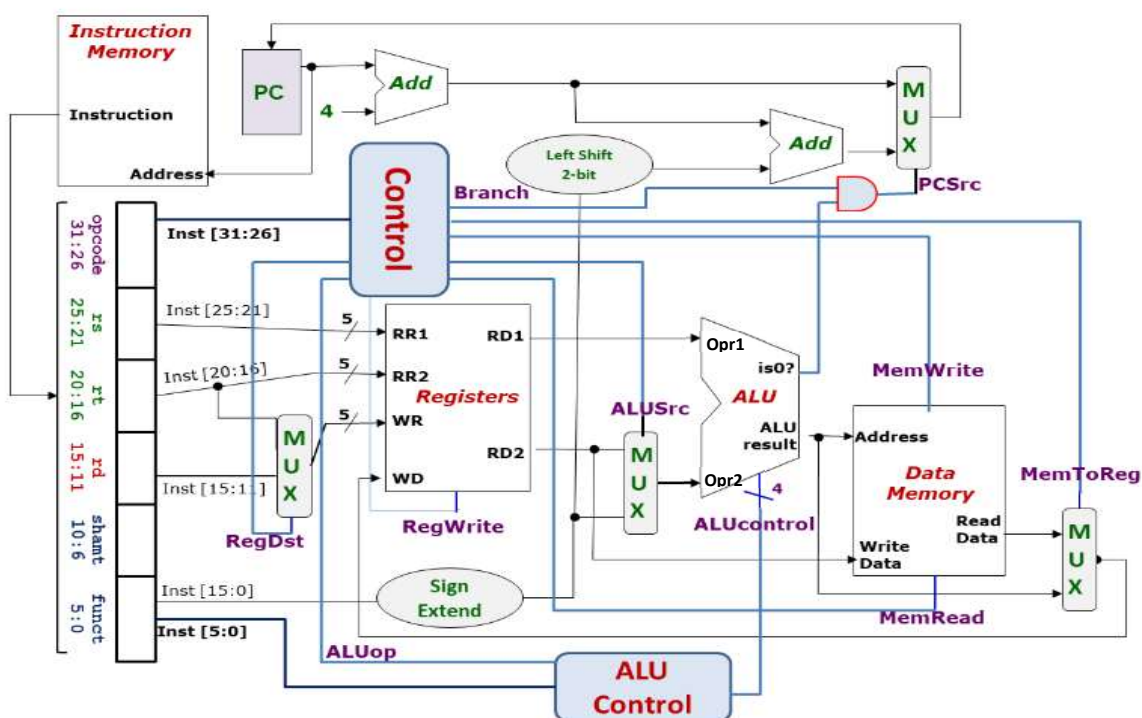 Instruction
Memory
Instruction
Address
PC
4
Add
Left Shift
2-bit
Add
M
U
X
PCSrc
Control
Branch
opcode
31:26
Inst [31:26]
rs
25:21
Inst [25:21]
rt
20:16
Inst [20:16]
rd
15:11
Inst [15:11]
shamt
10:6
funct
5:0
Inst [15:0]
Inst [5:0]
M
U
X
RegDst
5
5
5
RR1
RR2
WR
WD
Registers
RD1
RD2
RegWrite
Sign
Extend
ALUSrc
M
U
X
Opr1
is0?
ALU
ALU
result
Opr2
4
ALUcontrol
MemWrite
Address
Data
Memory
Read
Data
Write
Data
MemRead
MemToReg
M
U
X
ALUop
ALU
Control